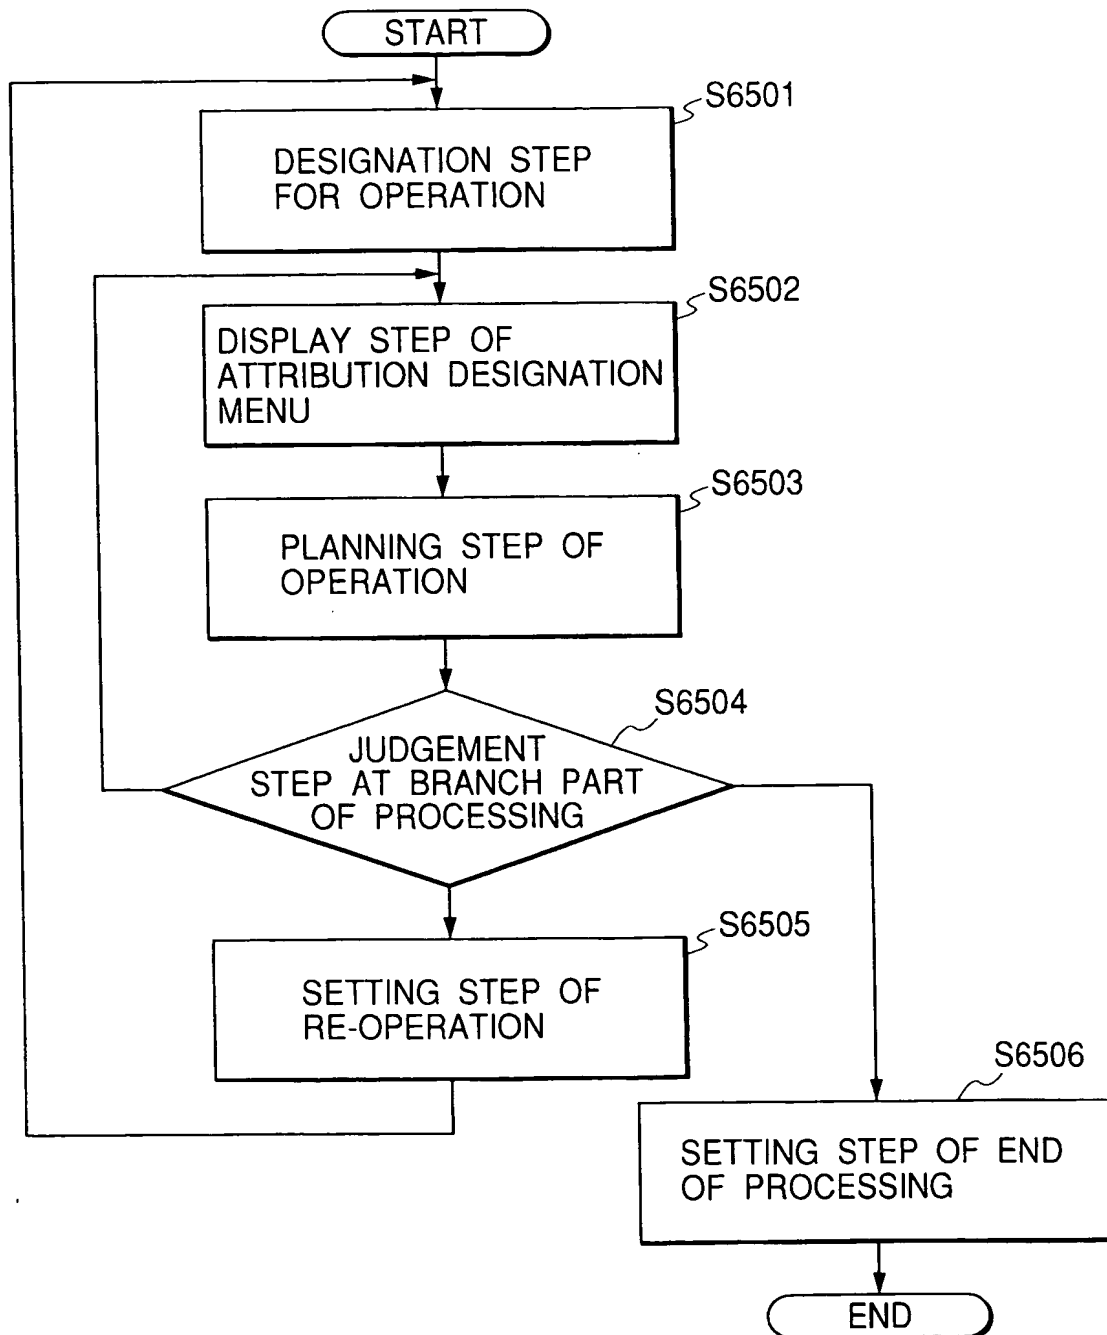 START
S6501
DESIGNATION STEP
FOR OPERATION
S6502
DISPLAY STEP OF
ATTRIBUTION DESIGNATION
MENU
S6503
PLANNING STEP OF
OPERATION
S6504
JUDGEMENT
STEP AT BRANCH PART
OF PROCESSING
S6505
SETTING STEP OF
RE-OPERATION
S6506
SETTING STEP OF END
OF PROCESSING
END